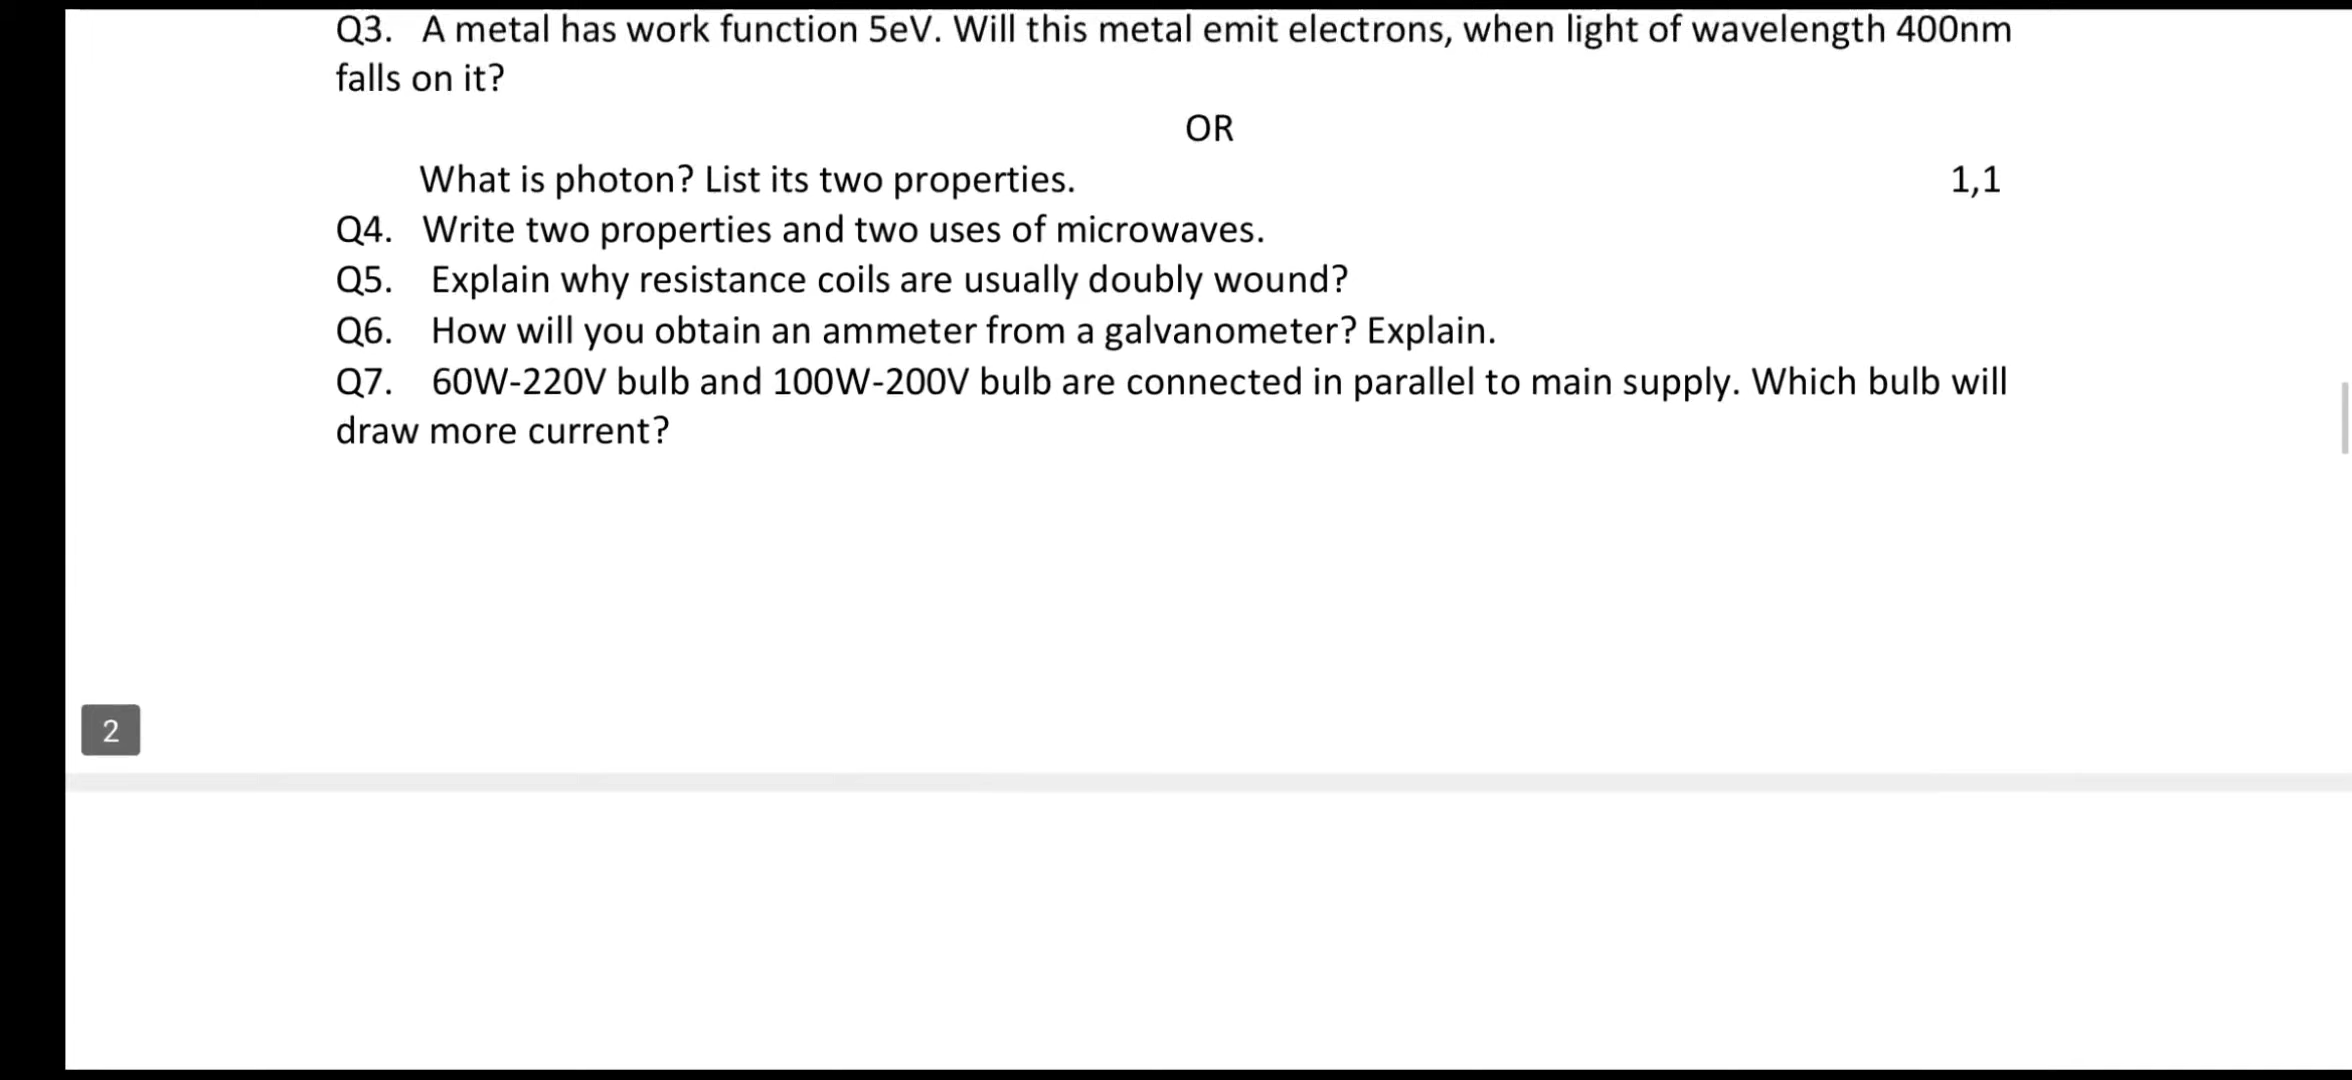 Q3. A metal has work function 5eV. Will this metal emit electrons, when light of wavelength 400nm
falls on it?
OR
What is photon? List its two properties. 1,1
Q4. Write two properties and two uses of microwaves.
Q5. Explain why resistance coils are usually doubly wound?
Q6. How will you obtain an ammeter from a galvanometer? Explain.
Q7. 60W-220V bulb and 100W-200V bulb are connected in parallel to main supply. Which bulb will
draw more current?
2